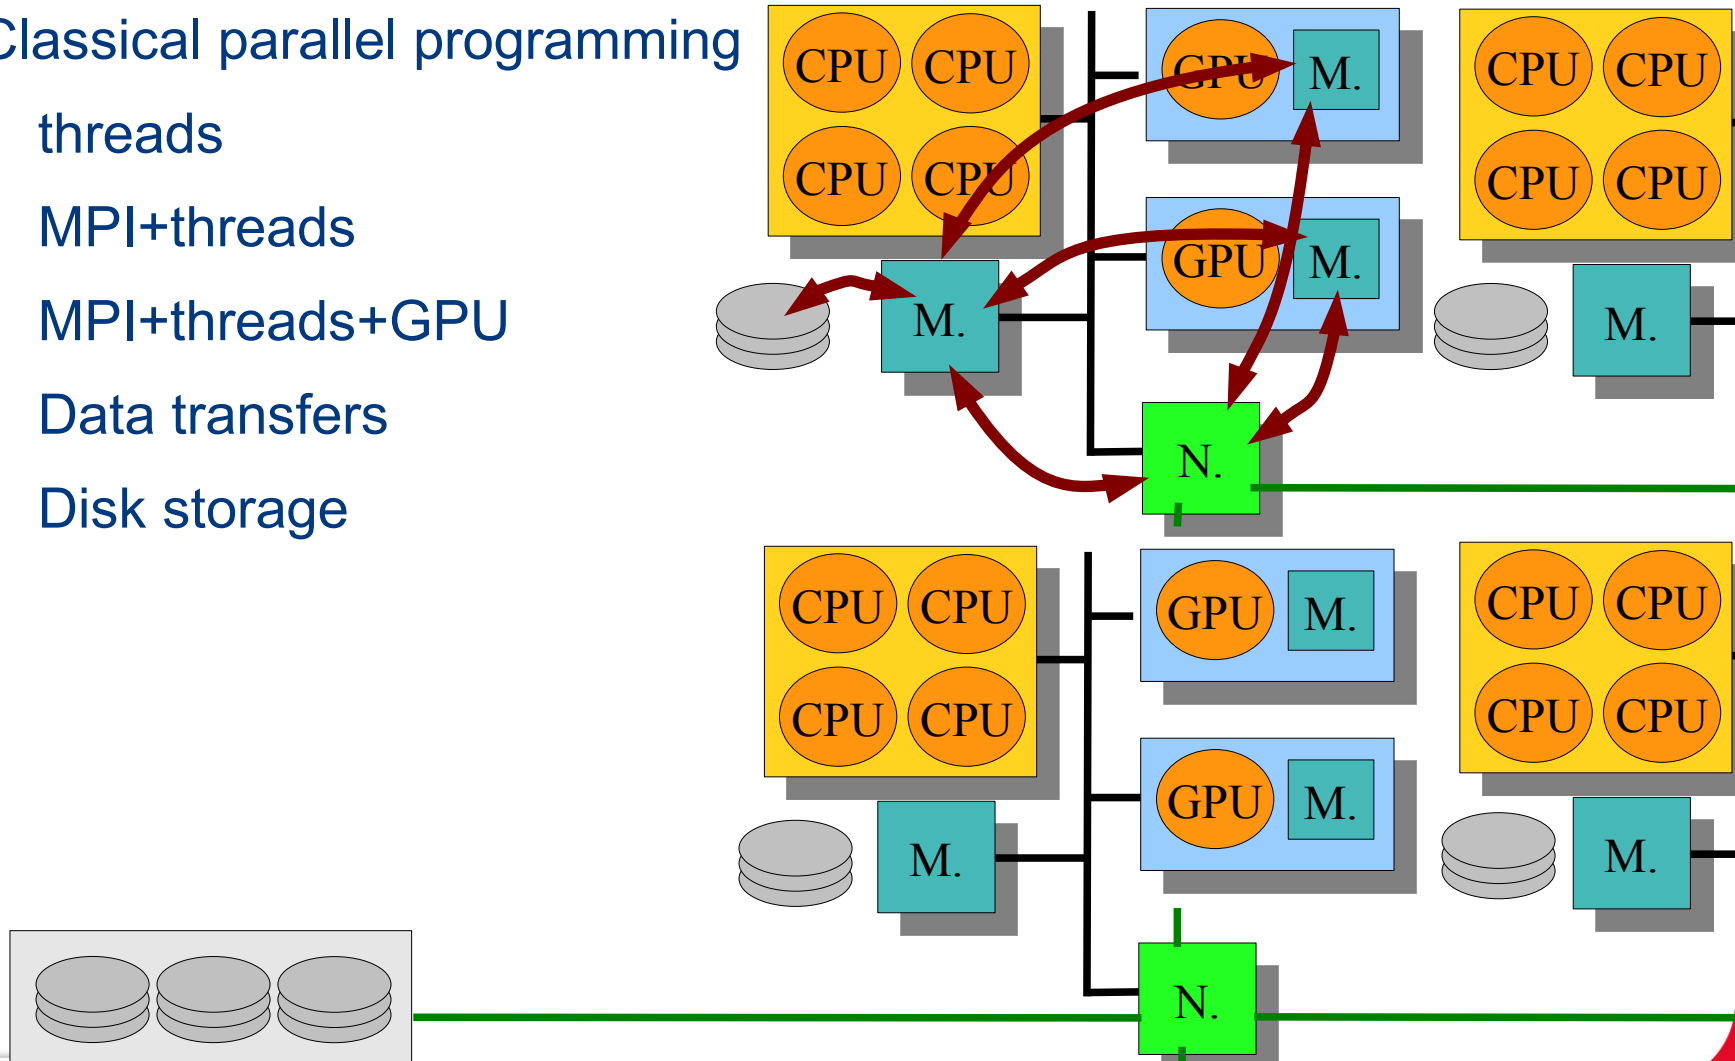 Classical parallel programming
threads
MPI+threads
MPI+threads+GPU
Data transfers
Disk storage
CPU CPU
CPU CPU
M.
GPU M.
GPU M.
N.
CPU CPU
CPU CPU
M.
CPU CPU
CPU CPU
M.
GPU M.
GPU M.
N.
CPU CPU
CPU CPU
M.